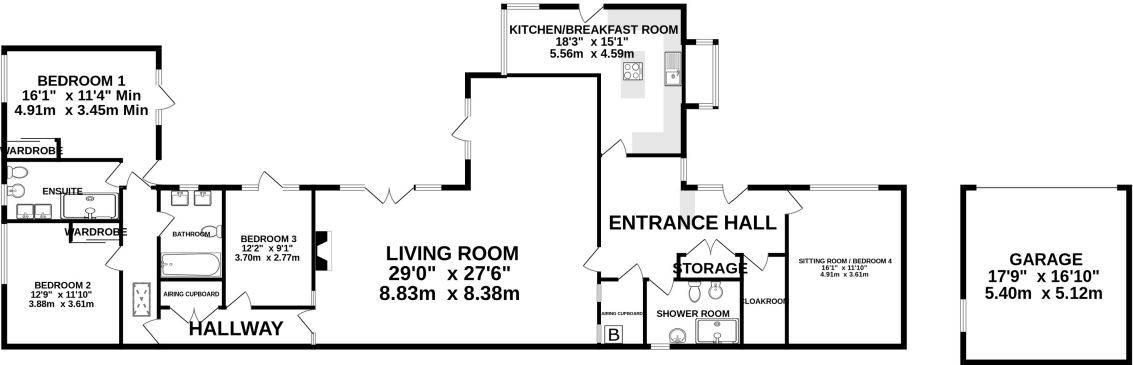 KITCHEN/BREAKFAST ROOM
18'3" x 15'1"
5.56m x 4.59m
BEDROOM 1
16'1" x 11'4" Min
4.91m x 3.45m Min
WARDROBE
ENSUITE
WARDROBE
BATHROOM
BEDROOM 3
12'2" x 9'1"
3.70m x 2.77m
BEDROOM 2
12'9" x 11'10"
3.88m x 3.61m
AIRING CUPBOARD
HALLWAY
LIVING ROOM
29'0" x 27'6"
8.83m x 8.38m
ENTRANCE HALL
STORAGE
SITTING ROOM / BEDROOM 4
16'1" x 11'10"
4.91m x 3.61m
CLOAKROOM
AIRING CUPBOARD
B
SHOWER ROOM
GARAGE
17'9" x 16'10"
5.40m x 5.12m